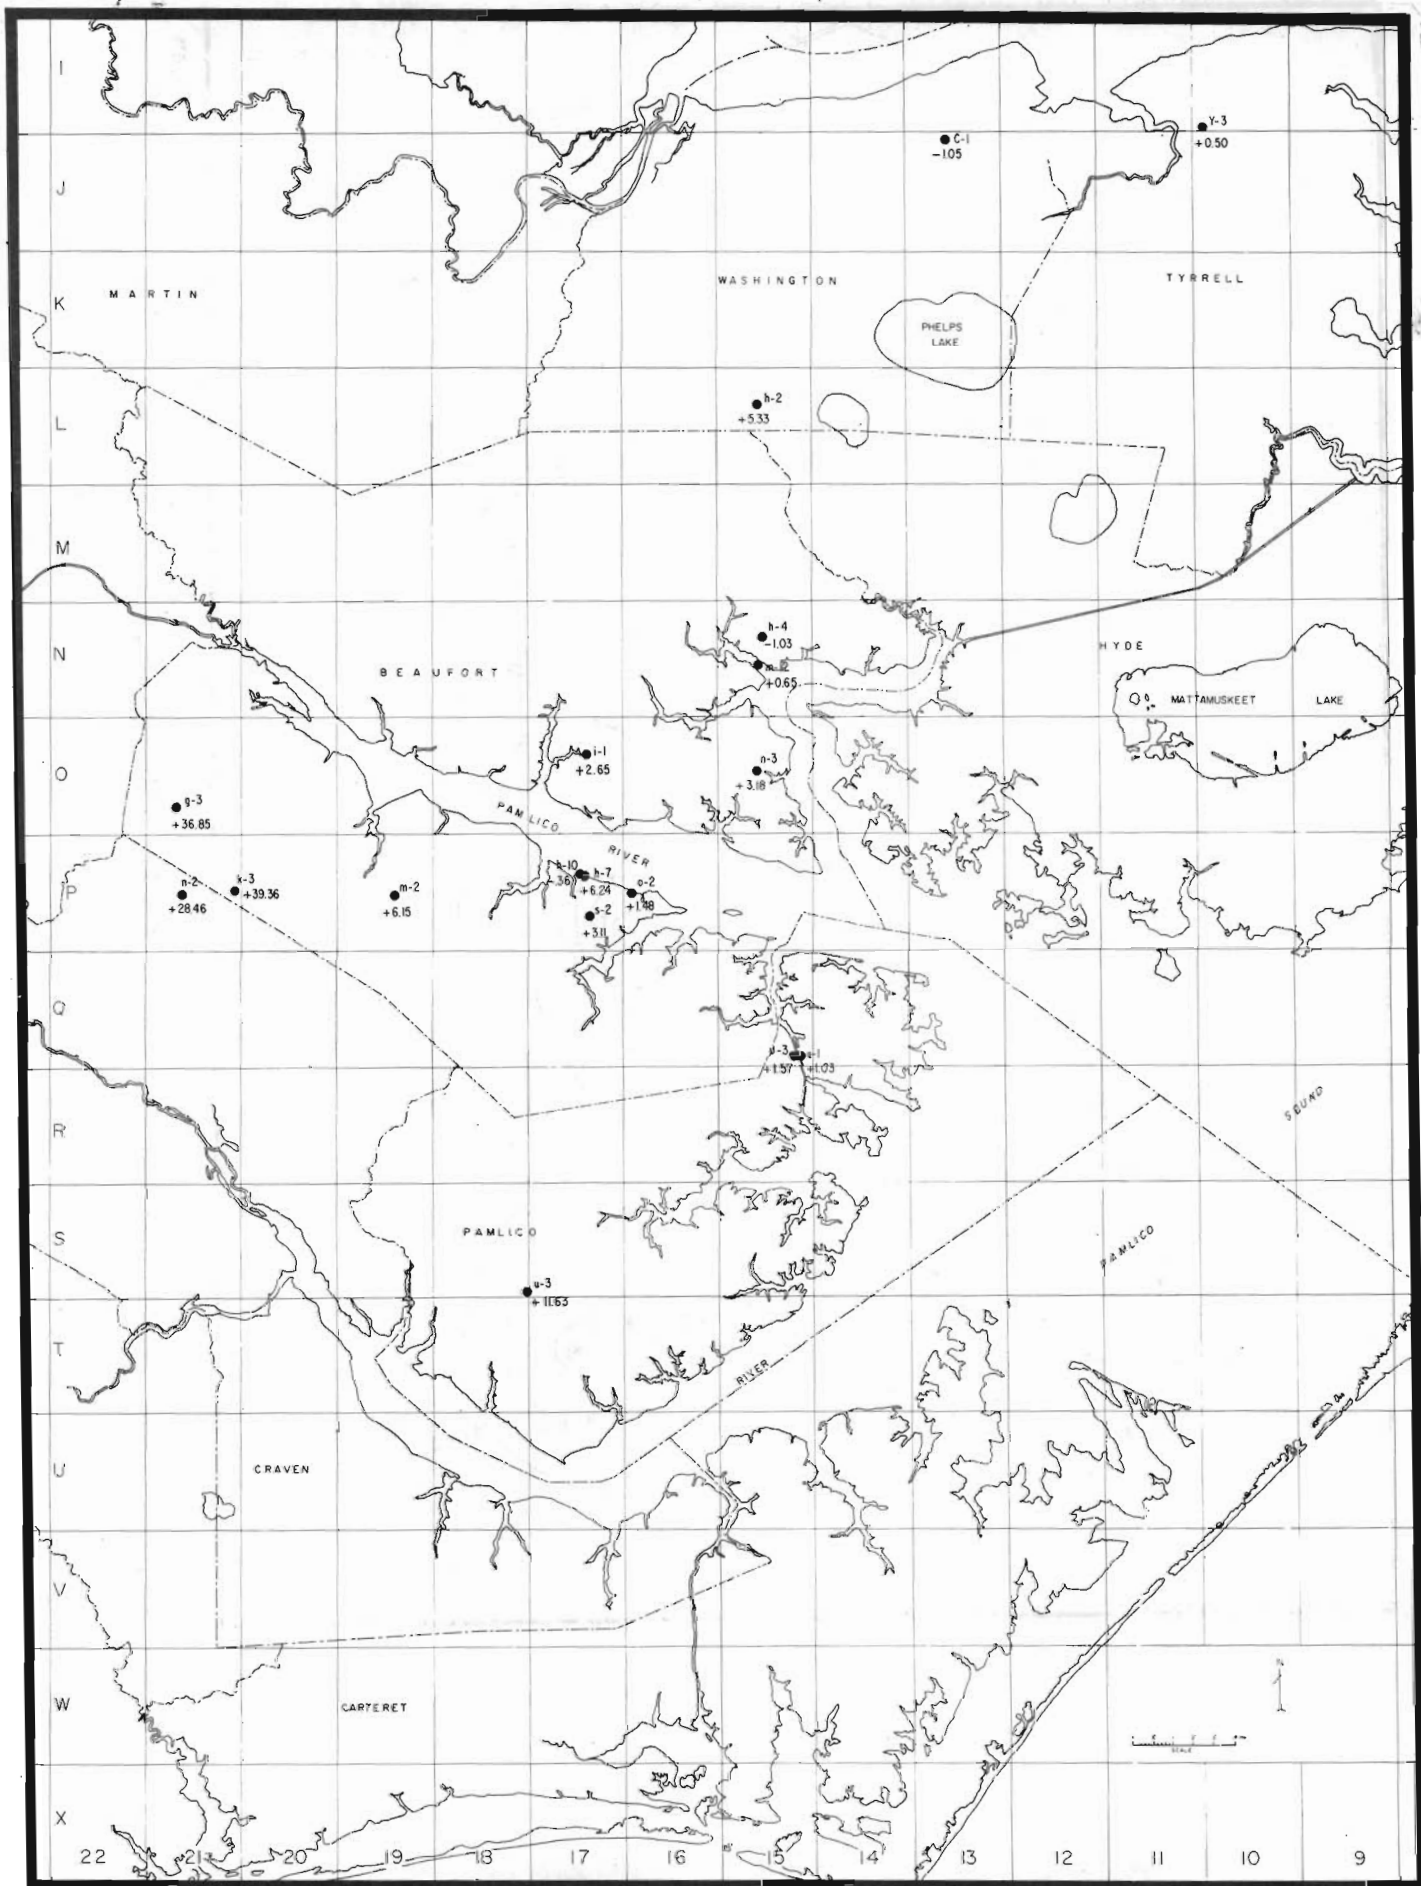 I
Y-3
+0.50
C-1
-1.05
J
MARTIN
WASHINGTON
TYRRELL
K
PHELPS
LAKE
h-2
+5.33
L
M
h-4
-1.03
N
HYDE
BEAUFORT
+0.65
MATTAMUSKEET LAKE
i-1
+2.65
n-3
+3.18
O
g-3
+36.85
PAMLICO
RIVER
P
n-2
+28.46
k-3
+39.36
m-2
+6.15
h-10
h-7
+6.24
o-2
+1.48
s-2
+3.11
Q
u-3
+1.57
+1.03
SOUND
R
S
PAMLICO
PAMLICO
u-3
+11.63
T
RIVER
U
CRAVEN
V
W
CARTERET
SCALE
X
22 21 20 19 18 17 16 15 14 13 12 11 10 9